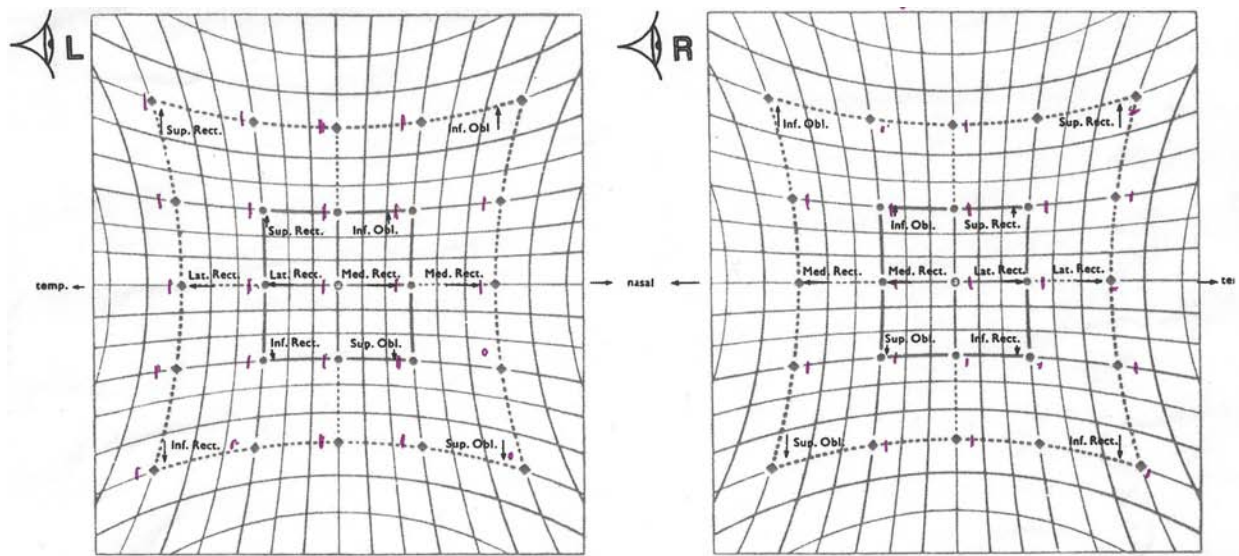 L
Sup. Rect.
Inf. Obl
Sup. Rect.
Inf. Obl.
temp.
Lat. Rect.
Lat. Rect.
Med. Rect.
Med. Rect.
nasal
Inf. Rect.
Sup. Obl.
Inf. Rect.
Sup. Obl.
R
Inf. Obl.
Sup. Rect.
Inf. Obl.
Sup. Rect.
Med. Rect.
Med. Rect.
Lat. Rect.
Lat. Rect.
te
Sup. Obl.
Inf. Rect.
Sup. Obl.
Inf. Rect.